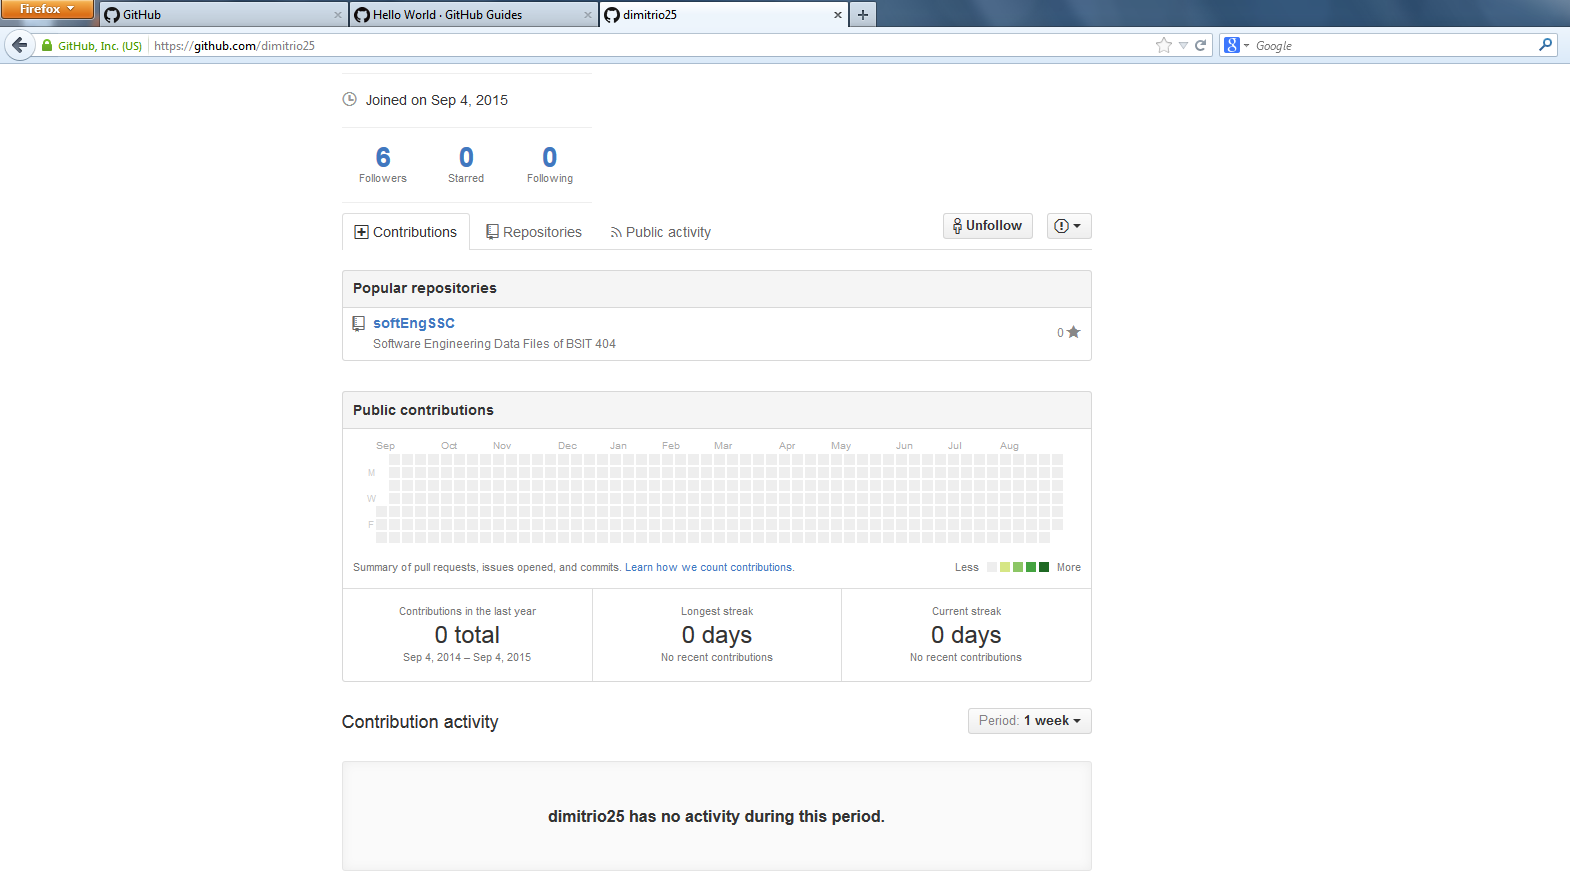 Firefox
GitHub
Hello World · GitHub Guides
dimitrio25
GitHub, Inc. (US)
https://github.com/dimitrio25
Google
Joined on Sep 4, 2015
6 0 0
Followers Starred Following
Contributions Repositories Public activity Unfollow
Popular repositories
softEngSSC
0
Software Engineering Data Files of BSIT 404
Public contributions
Sep Oct Nov Dec Jan Feb Mar Apr May Jun Jul Aug
M
W
F
Summary of pull requests, issues opened, and commits. Learn how we count contributions. Less More
Contributions in the last year
0 total
Sep 4, 2014 – Sep 4, 2015
Longest streak
0 days
No recent contributions
Current streak
0 days
No recent contributions
Contribution activity Period: 1 week
dimitrio25 has no activity during this period.